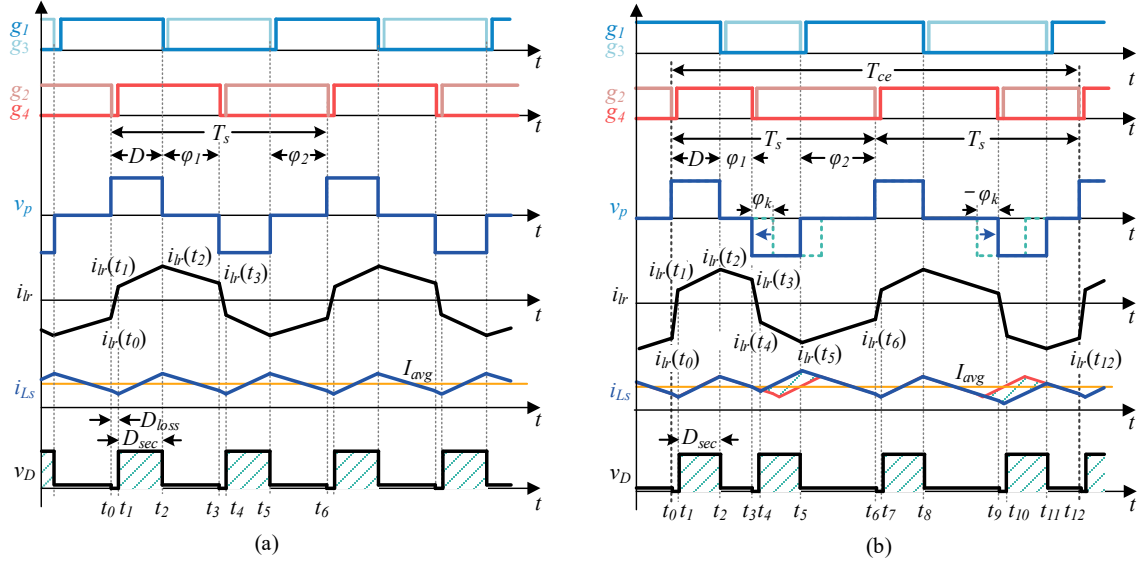 g1
g3
t
g2
g4
t
Ts
D
φ1
φ2
vp
t
ilr(t1)
ilr(t2)
ilr(t3)
ilr
t
ilr(t0)
Iavg
iLs
t
Dloss
Dsec
vD
t
t0 t1 t2 t3 t4 t5 t6
(a)
g1
g3
t
Tce
g2
g4
t
Ts Ts
D φ1 φ2
φk −φk
vp
t
ilr(t1)
ilr(t2)
ilr(t3)
ilr
t
ilr(t0)
ilr(t4)
ilr(t5)
ilr(t6)
ilr(t12)
Iavg
iLs
t
Dsec
vD
t
t0 t1 t2 t3 t4 t5 t6 t7 t8 t9 t10 t11 t12
(b)